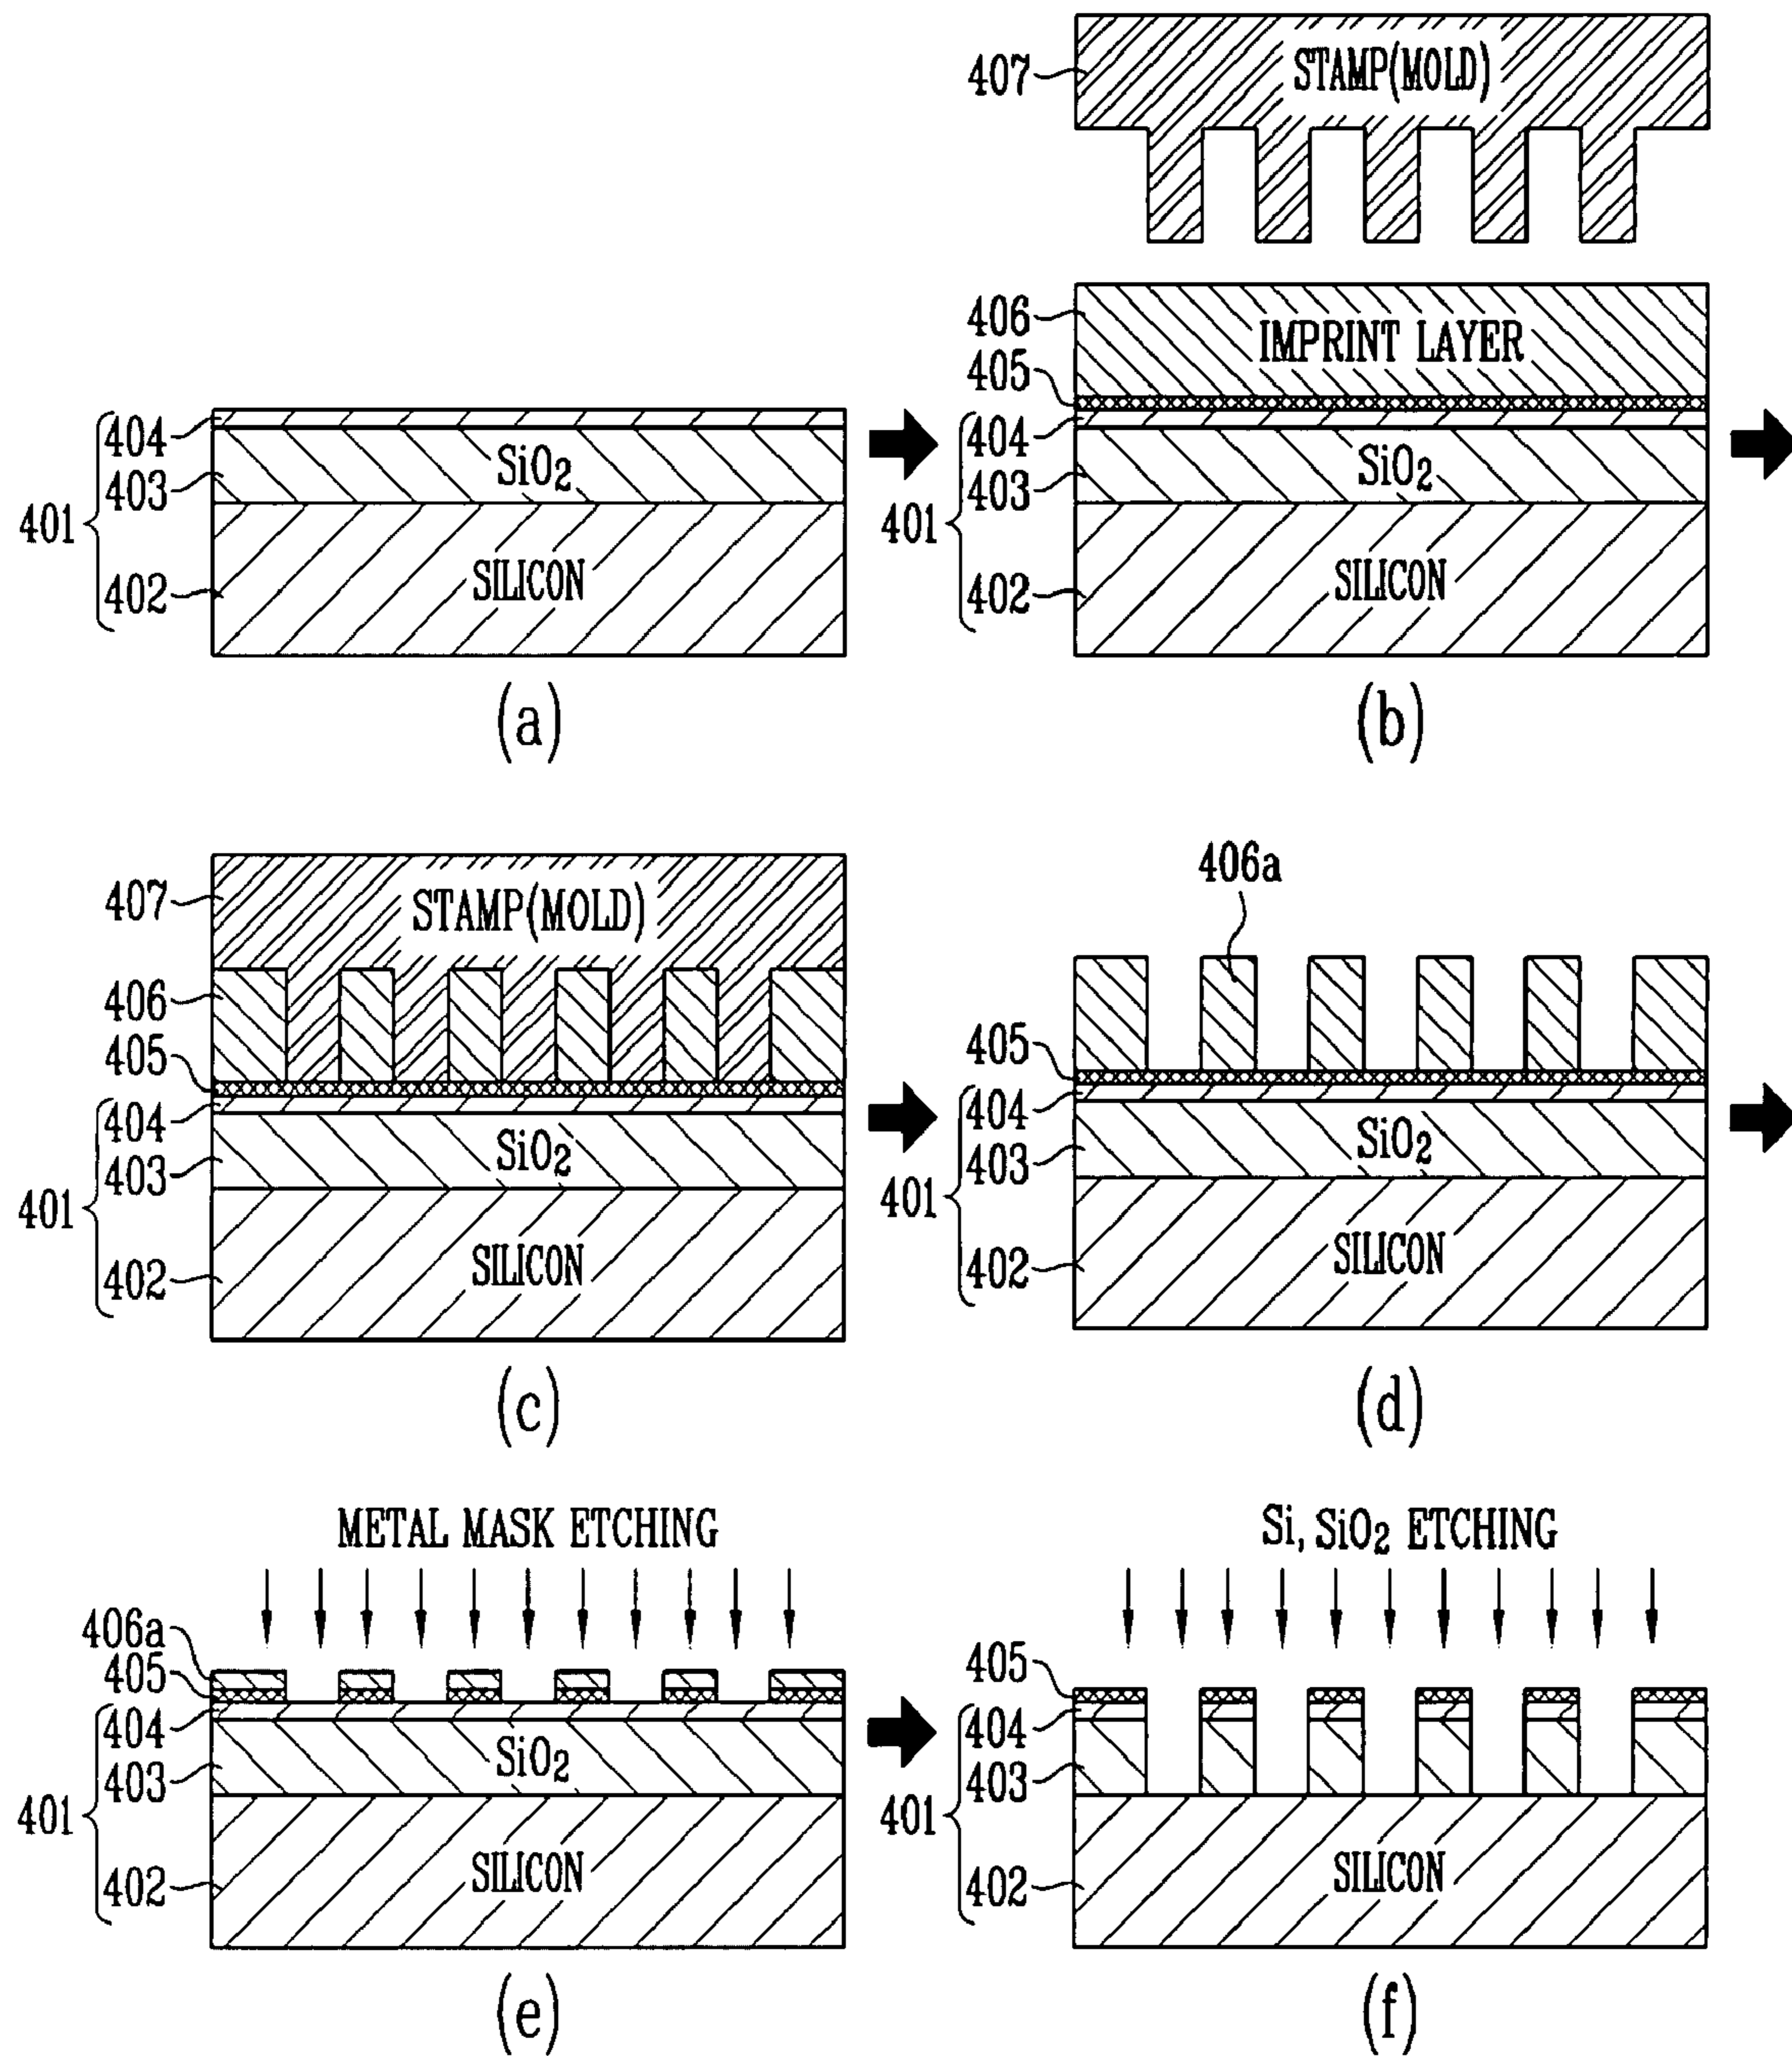 407
STAMP(MOLD)
406
IMPRINT LAYER
405
404
403
401
402
SiO2
SILICON
404
403
401
402
SiO2
SILICON
(a)
(b)
407
STAMP(MOLD)
406
405
404
403
401
402
SiO2
SILICON
406a
405
404
403
401
402
SiO2
SILICON
(c)
(d)
METAL MASK ETCHING
406a
405
404
403
401
402
SiO2
SILICON
Si, SiO2 ETCHING
405
404
403
401
402
SILICON
(e)
(f)